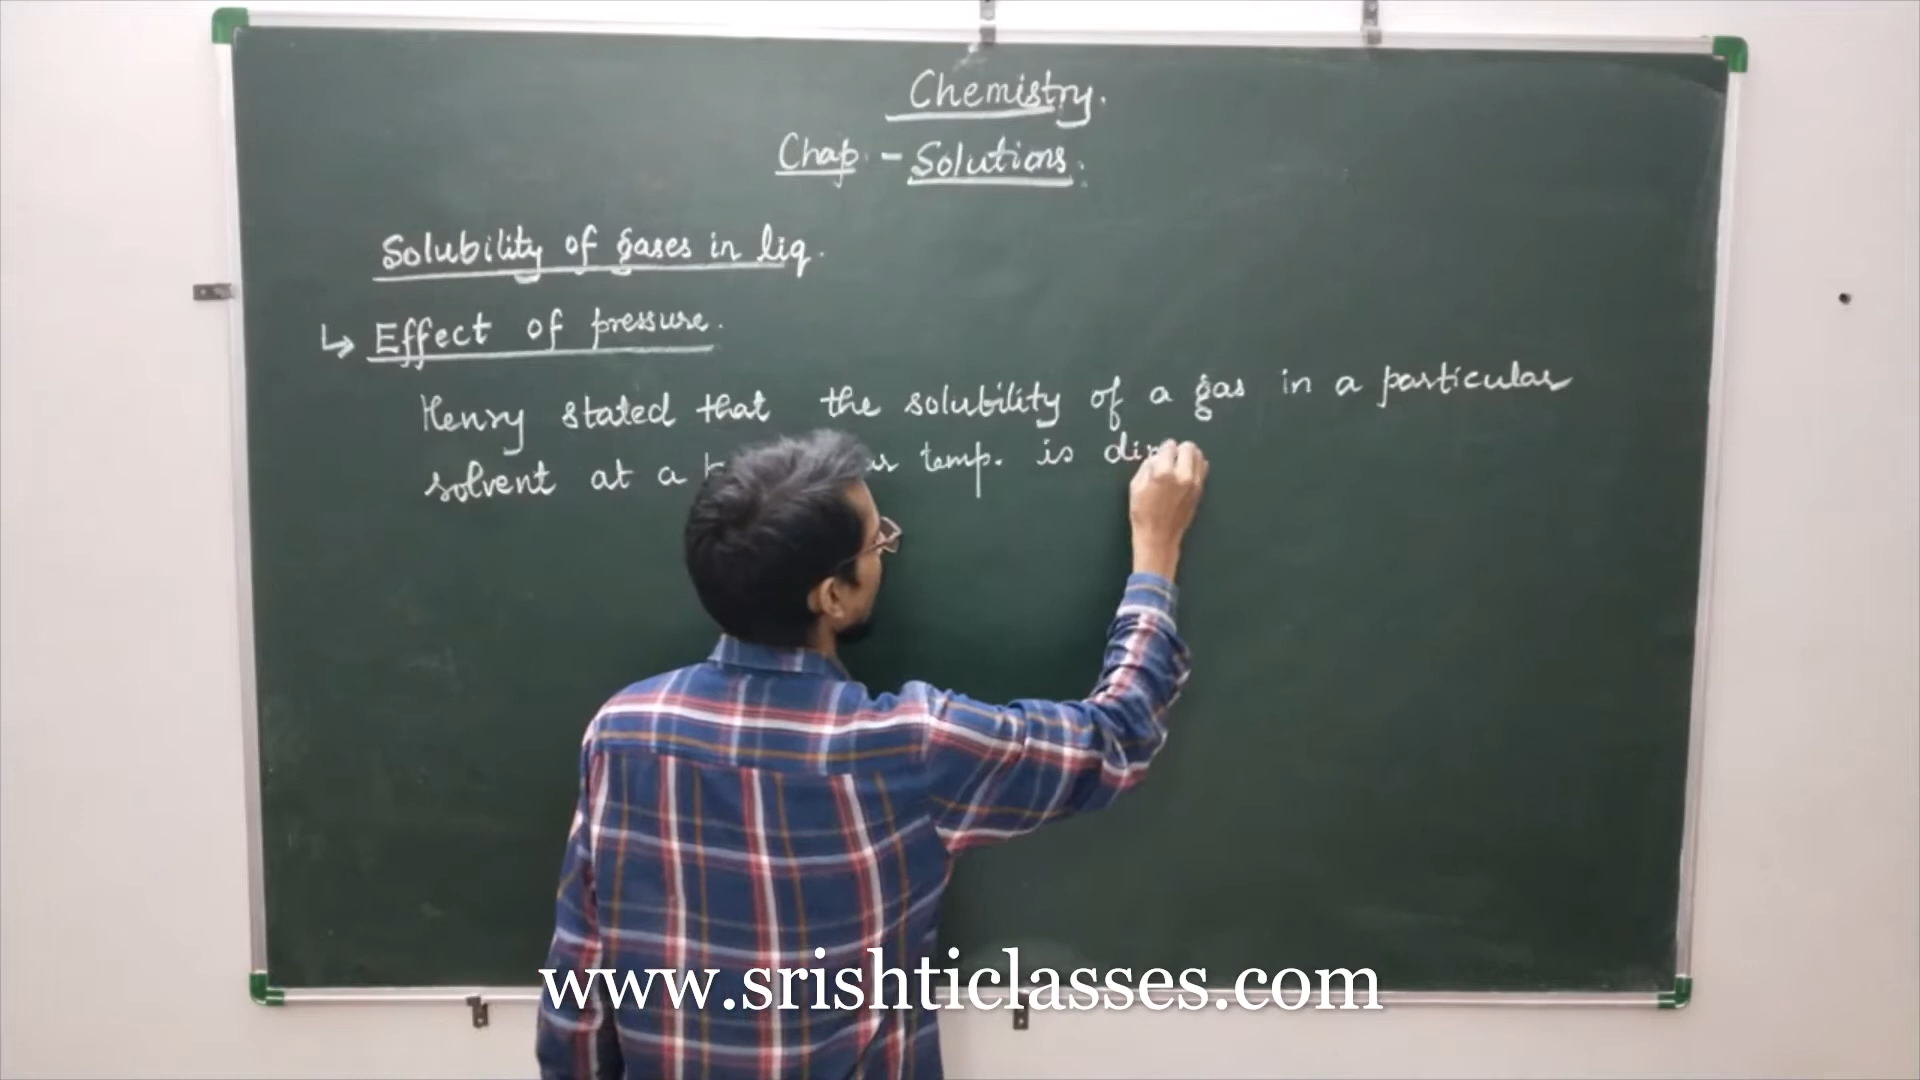 Chemistry.
Chap. - Solutions:
Solubility of gases in liq.
↳ Effect of pressure.
Henry stated that the solubility of a gas in a particular
solvent at a temp. is
www.srishticlasses.com